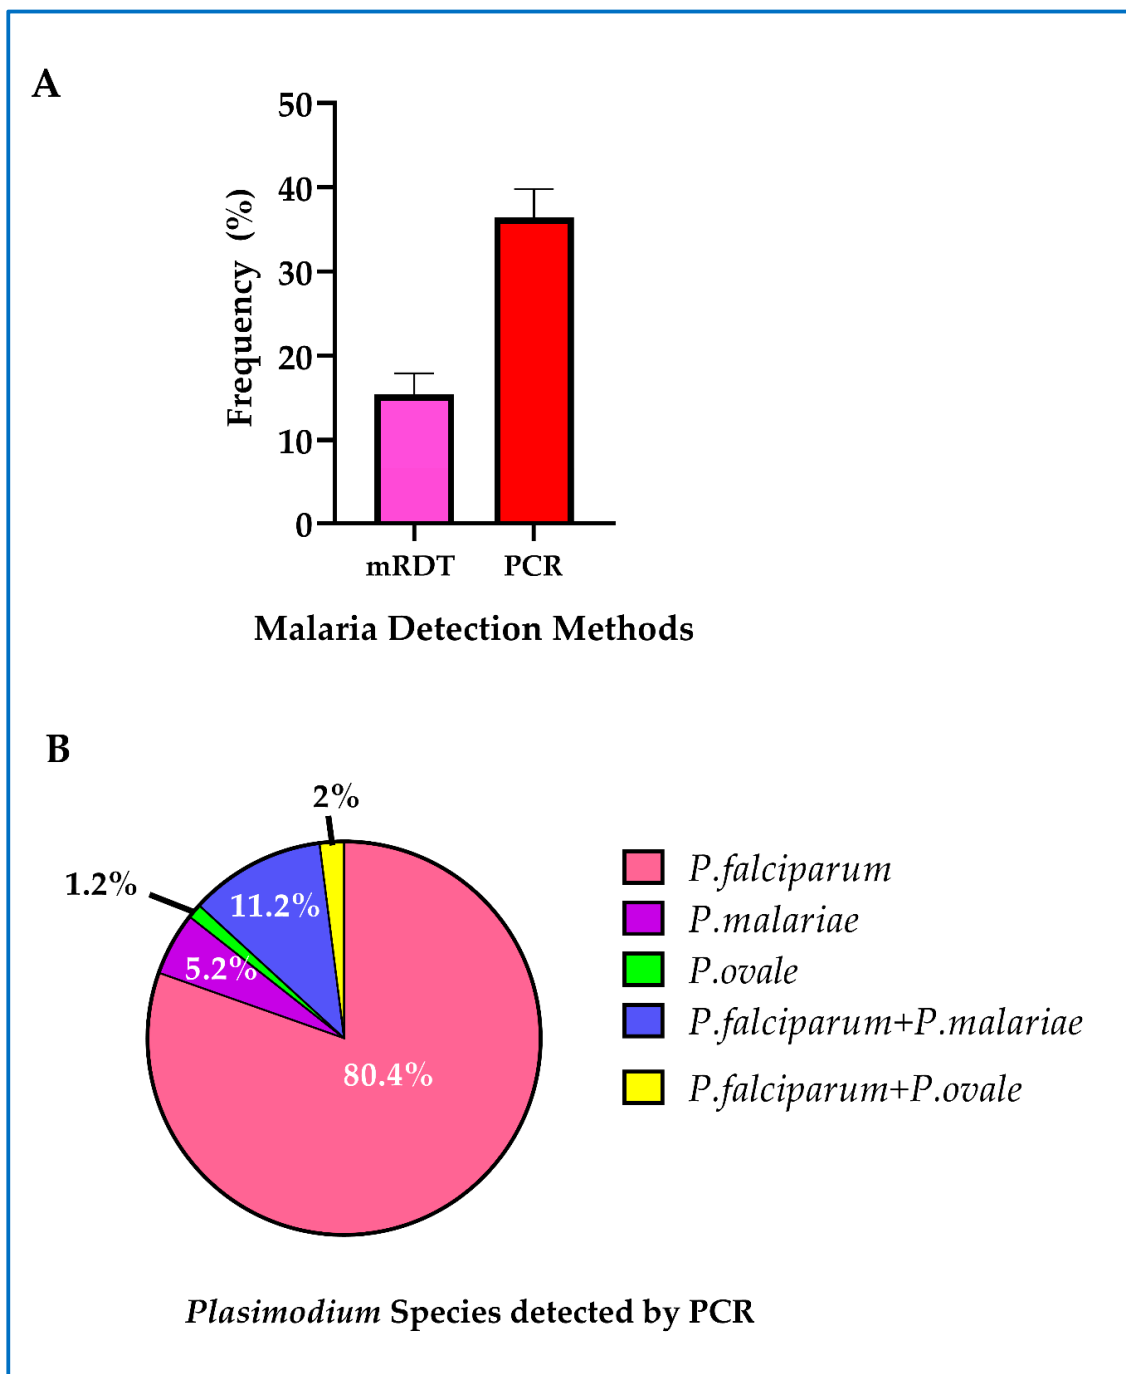 A
50
40
30
20
10
0
Frequency (%)
mRDT PCR
Malaria Detection Methods
B
2%
1.2%
11.2%
5.2%
80.4%
P.falciparum
P.malariae
P.ovale
P.falciparum+P.malariae
P.falciparum+P.ovale
Plasimodium Species detected by PCR